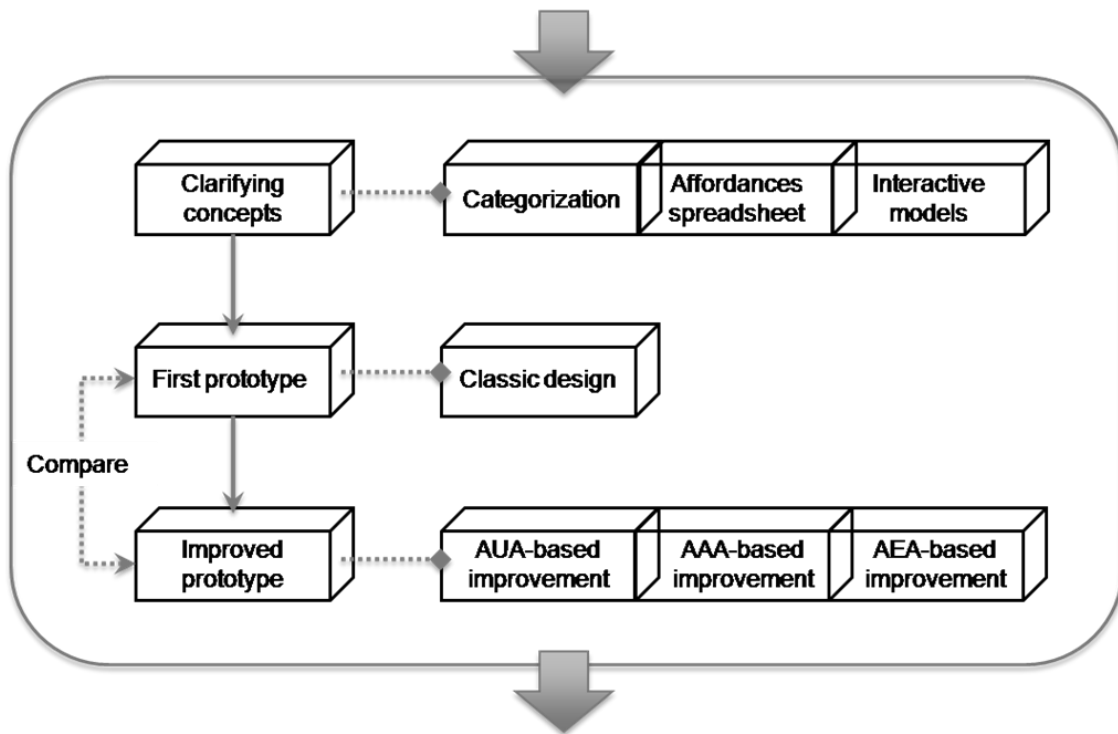 Clarifying
concepts
Categorization
Affordances
spreadsheet
Interactive
models
First prototype
Classic design
Compare
Improved
prototype
AUA-based
improvement
AAA-based
improvement
AEA-based
improvement